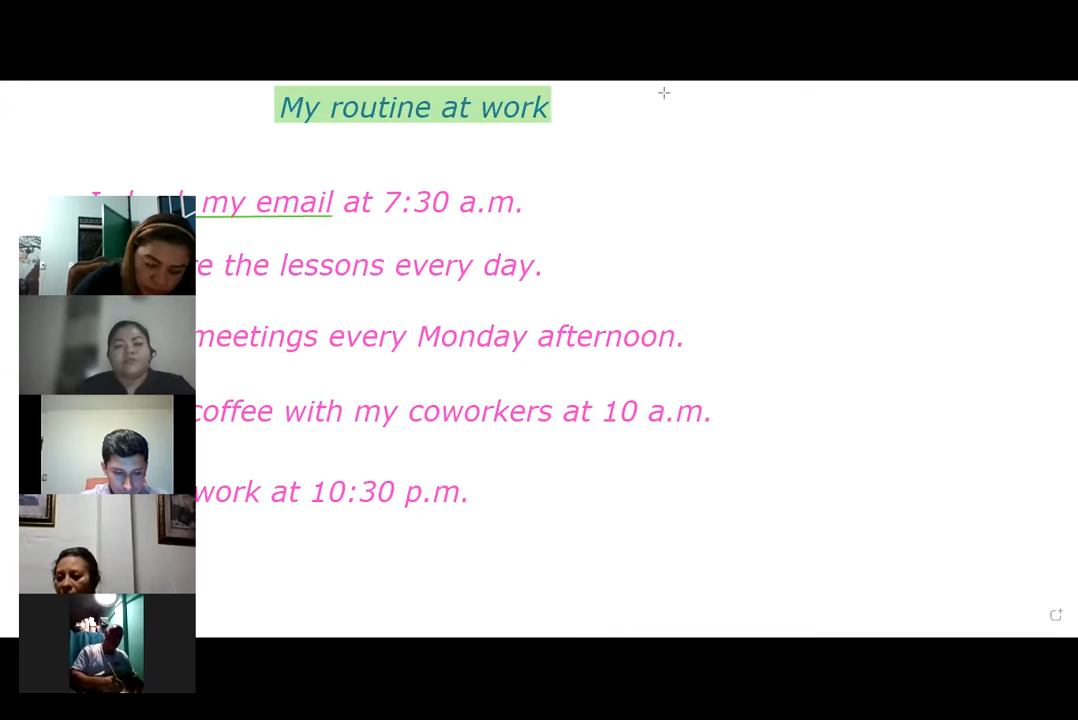 My routine at work
my email at 7:30 a.m.
the lessons every day.
meetings every Monday afternoon.
coffee with my coworkers at 10 a.m.
work at 10:30 p.m.